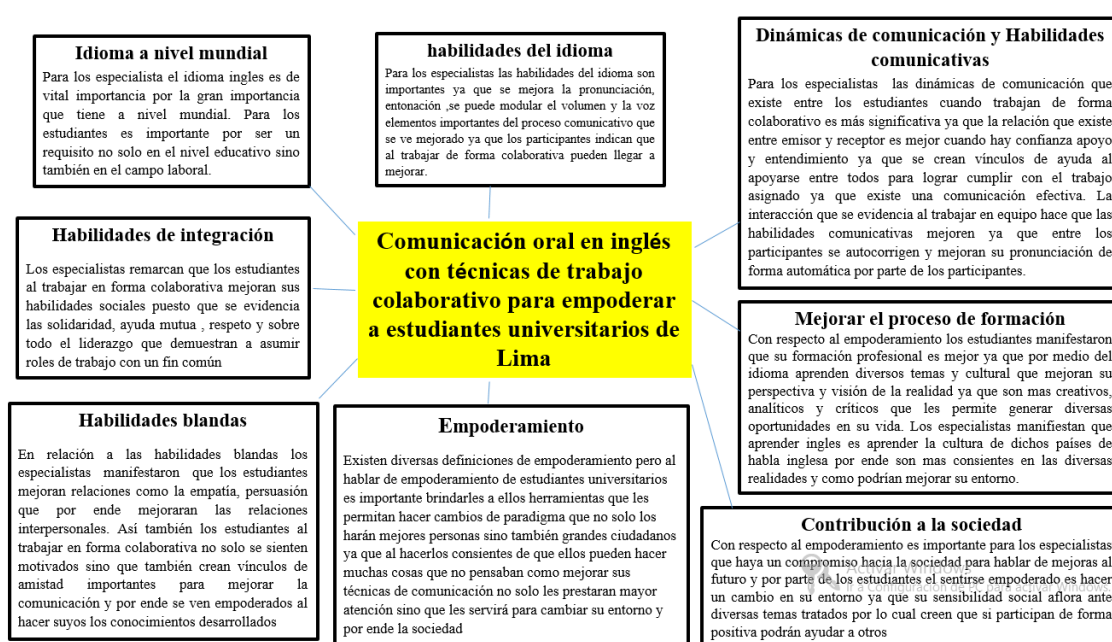 Idioma a nivel mundial
Para los especialista el idioma ingles es de
vital importancia por la gran importancia
que tiene a nivel mundial. Para los
estudiantes es importante por ser un
requisito no solo en el nivel educativo sino
también en el campo laboral.
habilidades del idioma
Para los especialistas las habilidades del idioma son
importantes ya que se mejora la pronunciación,
entonación ,se puede modular el volumen y la voz
elementos importantes del proceso comunicativo que
se ve mejorado ya que los participantes indican que
al trabajar de forma colaborativa pueden llegar a
mejorar.
Dinámicas de comunicación y Habilidades
comunicativas
Para los especialistas las dinámicas de comunicación que
existe entre los estudiantes cuando trabajan de forma
colaborativo es más significativa ya que la relación que existe
entre emisor y receptor es mejor cuando hay confianza apoyo
y entendimiento ya que se crean vínculos de ayuda al
apoyarse entre todos para lograr cumplir con el trabajo
asignado ya que existe una comunicación efectiva. La
interacción que se evidencia al trabajar en equipo hace que las
habilidades comunicativas mejoren ya que entre los
participantes se autocorrigen y mejoran su pronunciación de
forma automática por parte de los participantes.
Habilidades de integración
Los especialistas remarcan que los estudiantes
al trabajar en forma colaborativa mejoran sus
habilidades sociales puesto que se evidencia
las solidaridad, ayuda mutua , respeto y sobre
todo el liderazgo que demuestran a asumir
roles de trabajo con un fin común
Comunicación oral en inglés
con técnicas de trabajo
colaborativo para empoderar
a estudiantes universitarios de
Lima
Mejorar el proceso de formación
Con respecto al empoderamiento los estudiantes manifestaron
que su formación profesional es mejor ya que por medio del
idioma aprenden diversos temas y cultural que mejoran su
perspectiva y visión de la realidad ya que son mas creativos,
analíticos y críticos que les permite generar diversas
oportunidades en su vida. Los especialistas manifiestan que
aprender ingles es aprender la cultura de dichos países de
habla inglesa por ende son mas consientes en las diversas
realidades y como podrían mejorar su entorno.
Habilidades blandas
En relación a las habilidades blandas los
especialistas manifestaron que los estudiantes
mejoran relaciones como la empatía, persuasión
que por ende mejoraran las relaciones
interpersonales. Así también los estudiantes al
trabajar en forma colaborativa no solo se sienten
motivados sino que también crean vínculos de
amistad importantes para mejorar la
comunicación y por ende se ven empoderados al
hacer suyos los conocimientos desarrollados
Empoderamiento
Existen diversas definiciones de empoderamiento pero al
hablar de empoderamiento de estudiantes universitarios
es importante brindarles a ellos herramientas que les
permitan hacer cambios de paradigma que no solo los
harán mejores personas sino también grandes ciudadanos
ya que al hacerlos consientes de que ellos pueden hacer
muchas cosas que no pensaban como mejorar sus
técnicas de comunicación no solo les prestaran mayor
atención sino que les servirá para cambiar su entorno y
por ende la sociedad
Contribución a la sociedad
Con respecto al empoderamiento es importante para los especialistas
que haya un compromiso hacia la sociedad para hablar de mejoras al
futuro y por parte de los estudiantes el sentirse empoderado es hacer
un cambio en su entorno ya que su sensibilidad social aflora ante
diversas temas tratados por lo cual creen que si participan de forma
positiva podrán ayudar a otros
Activar Windows
Ir a Configuración de PC para activar Windows.